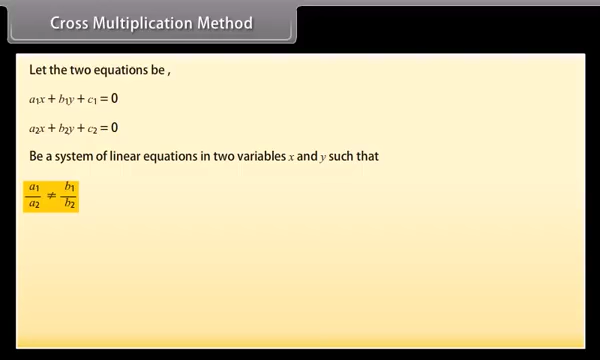 Cross Multiplication Method
Let the two equations be ,
a₁x + b₁y + c₁ = 0
a₂x + b₂y + c₂ = 0
Be a system of linear equations in two variables x and y such that
a₁/a₂ ≠ b₁/b₂